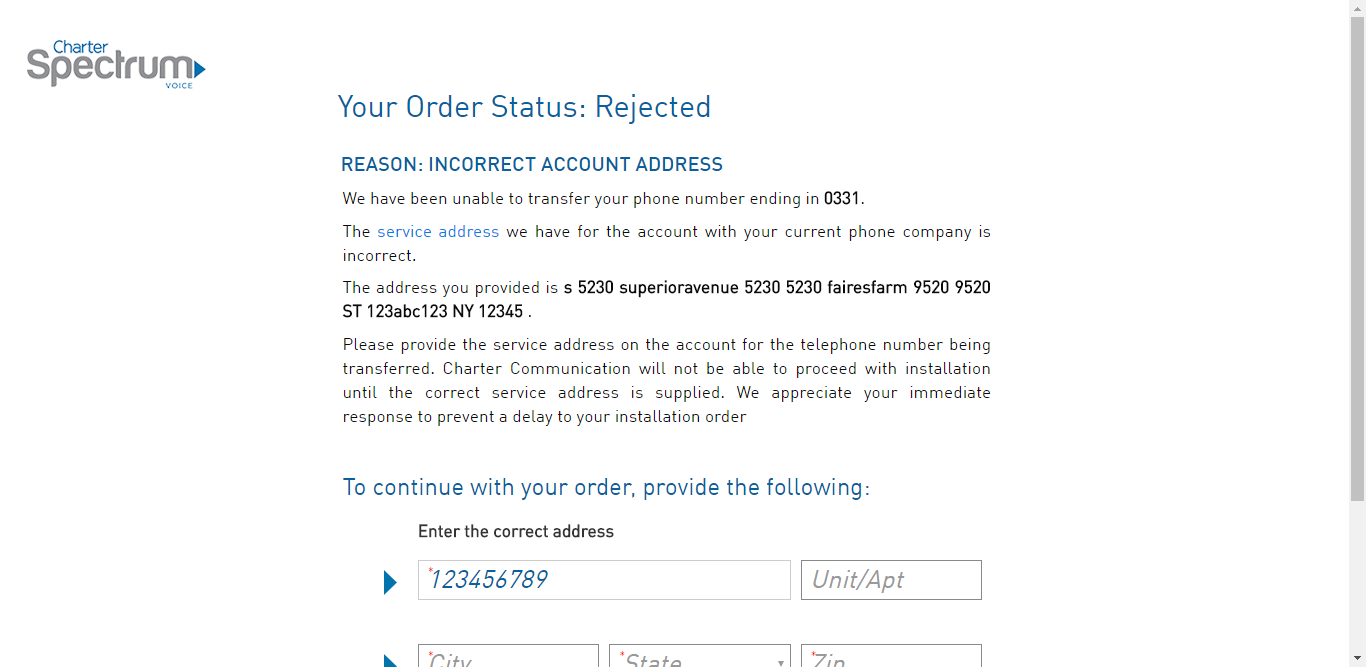 Charter
Spectrum
VOICE
Your Order Status: Rejected
REASON: INCORRECT ACCOUNT ADDRESS
We have been unable to transfer your phone number ending in 0331.
The service address we have for the account with your current phone company is
incorrect.
The address you provided is s 5230 superioravenue 5230 5230 fairesfarm 9520 9520
ST 123abc123 NY 12345 .
Please provide the service address on the account for the telephone number being
transferred. Charter Communication will not be able to proceed with installation
until the correct service address is supplied. We appreciate your immediate
response to prevent a delay to your installation order
To continue with your order, provide the following:
Enter the correct address
*123456789 Unit/Apt
*City *State *Zip